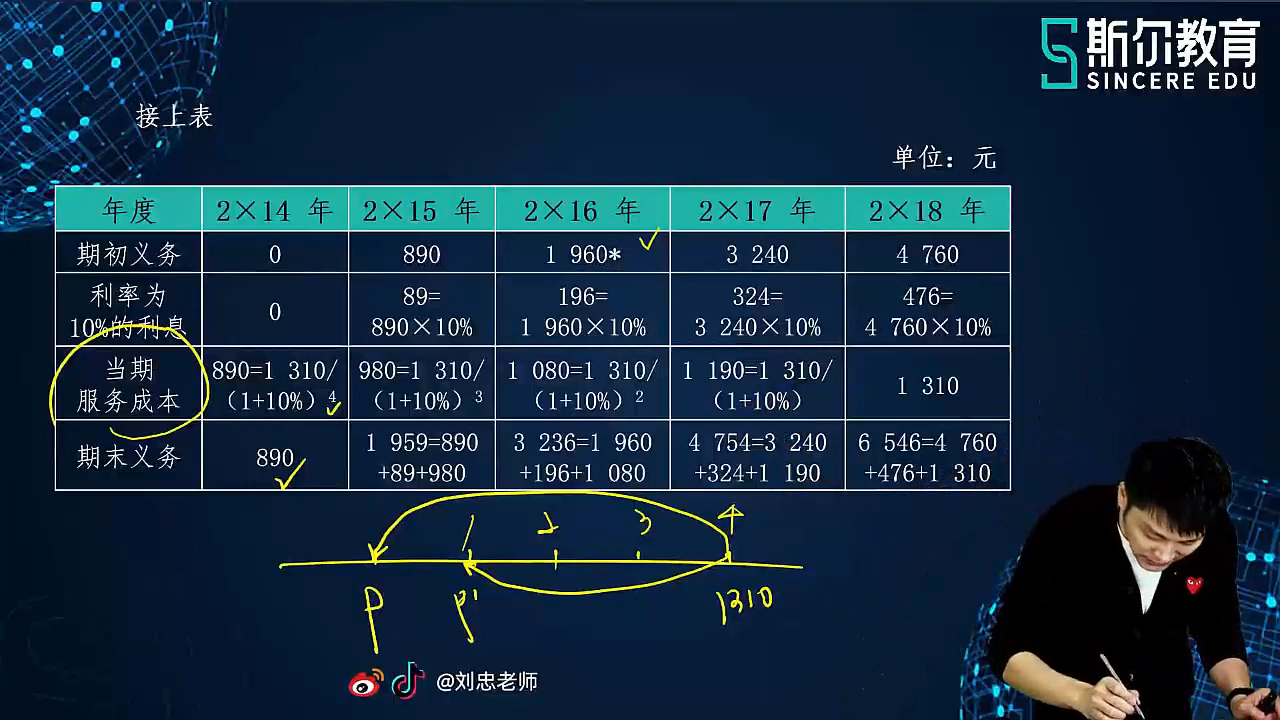 斯尔教育
SINCERE EDU
接上表
单位：元
年度 2×14 年 2×15 年 2×16 年 2×17 年 2×18 年
期初义务 0 890 1 960* 3 240 4 760
利率为 89= 196= 324= 476=
10%的利息 0 890×10% 1 960×10% 3 240×10% 4 760×10%
当期 890=1 310/ 980=1 310/ 1 080=1 310/ 1 190=1 310/
服务成本 （1+10%）⁴ （1+10%）³ （1+10%）² （1+10%） 1 310
期末义务 890 1 959=890 3 236=1 960 4 754=3 240 6 546=4 760
+89+980 +196+1 080 +324+1 190 +476+1 310
1 2 3 4
P P' 1310
@刘忠老师